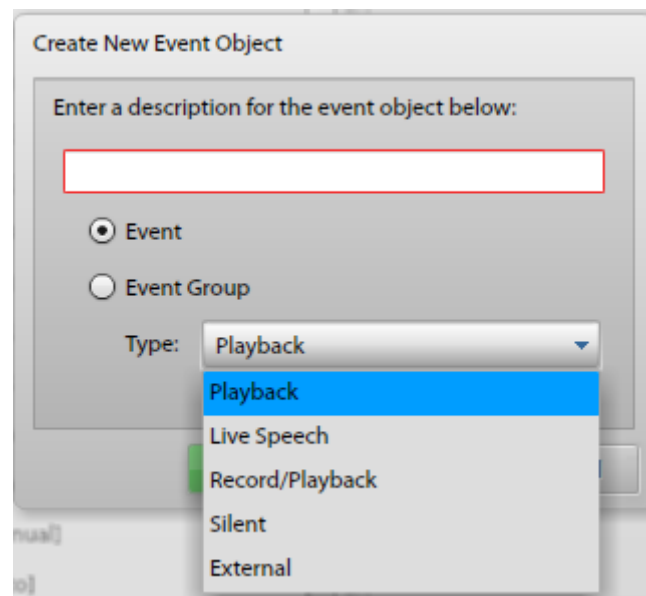 Create New Event Object
Enter a description for the event object below:
Event
Event Group
Type: Playback
Playback
Live Speech
Record/Playback
Silent
External